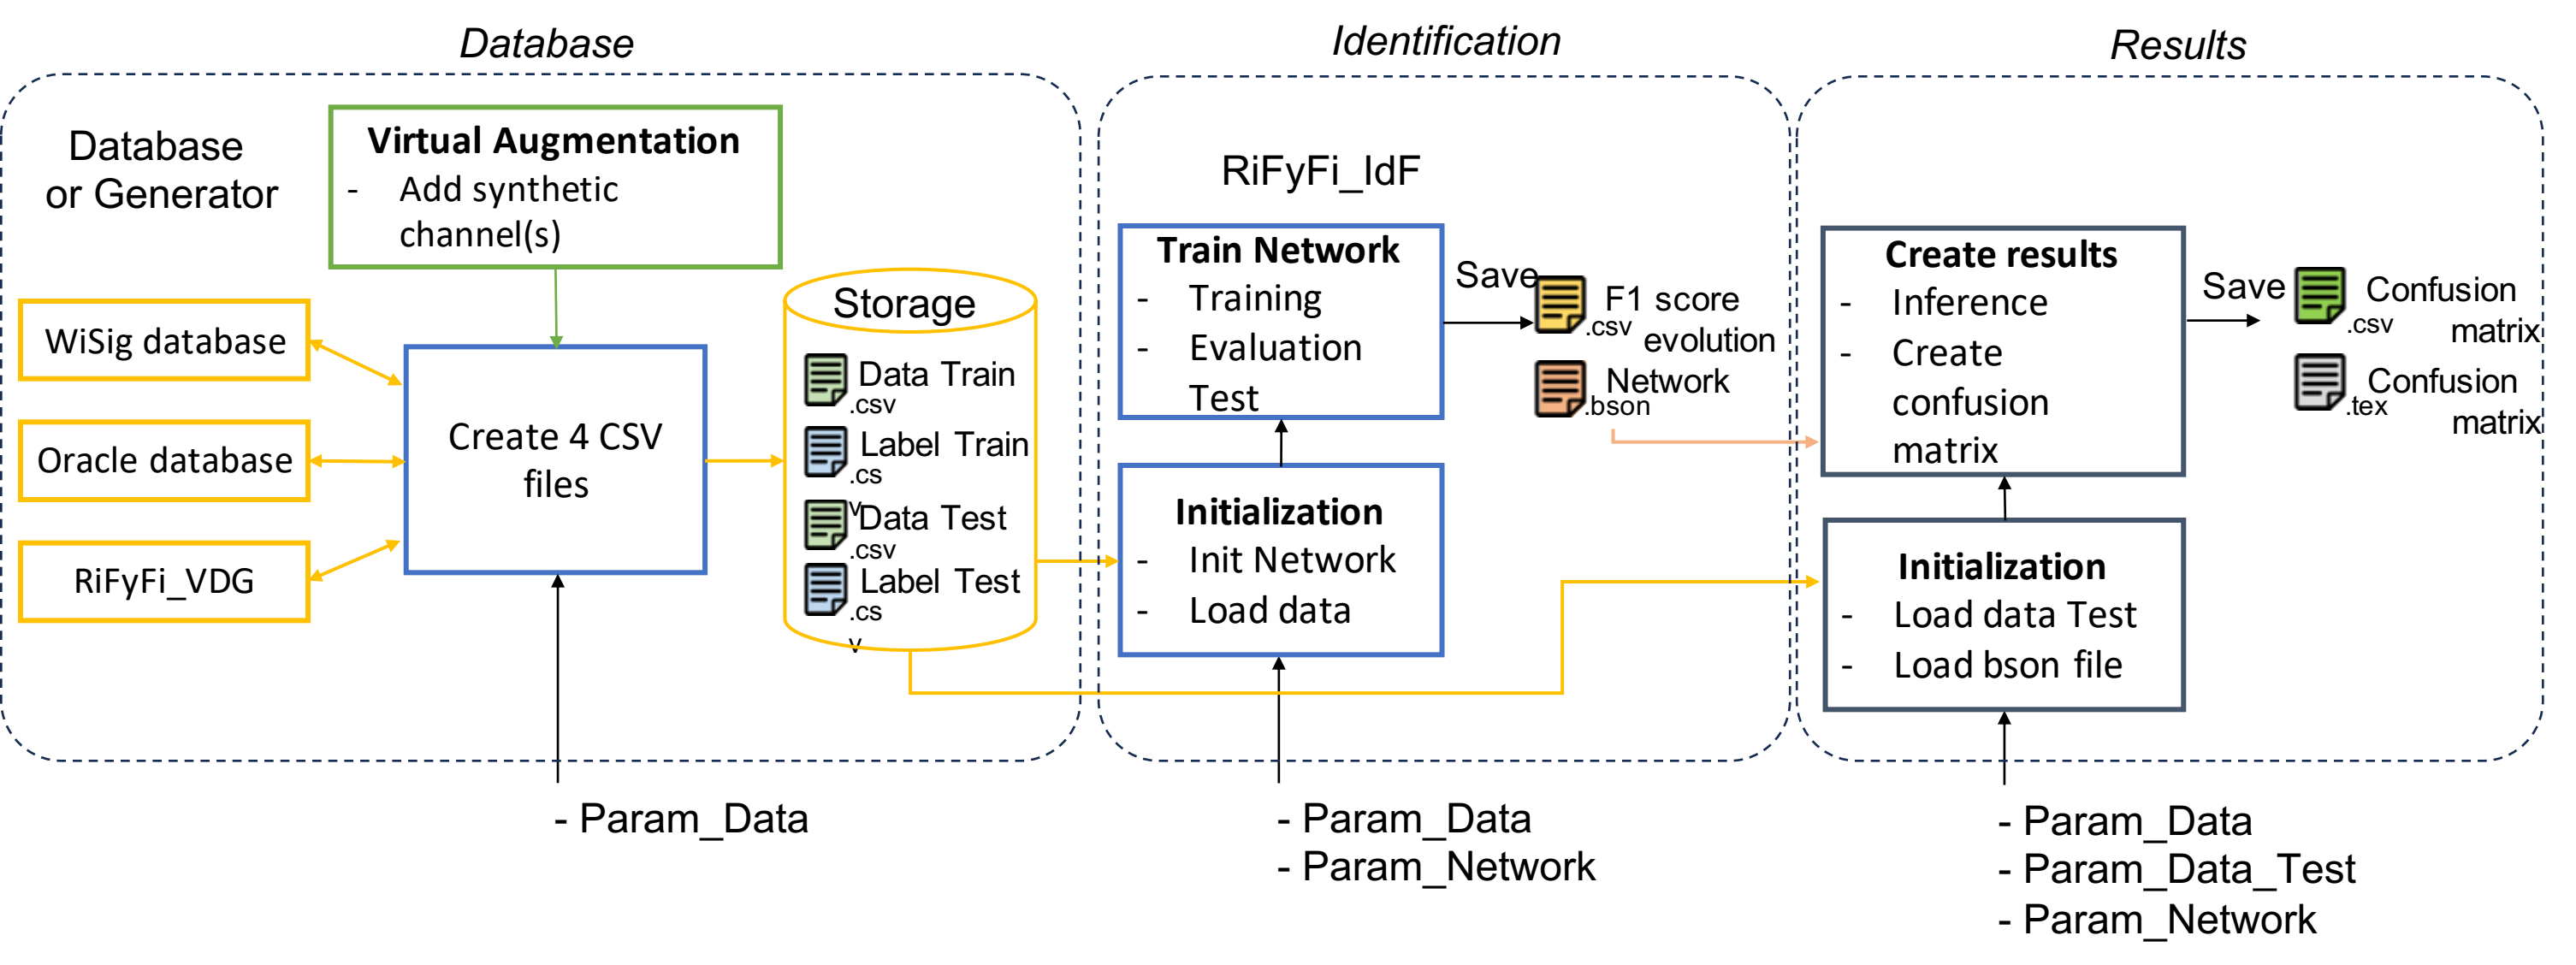 Database
Identification
Results
Database
or Generator
Virtual Augmentation
- Add synthetic
channel(s)
WiSig database
Oracle database
RiFyFi_VDG
Create 4 CSV
files
Storage
Data Train
.csv
Label Train
.cs
v
Data Test
.csv
Label Test
.cs
v
- Param_Data
RiFyFi_IdF
Train Network
- Training
- Evaluation
Test
Save
F1 score
.csv
evolution
Network
.bson
Initialization
- Init Network
- Load data
- Param_Data
- Param_Network
Create results
- Inference
- Create
confusion
matrix
Save
Confusion
.csv
matrix
Confusion
.tex
matrix
Initialization
- Load data Test
- Load bson file
- Param_Data
- Param_Data_Test
- Param_Network